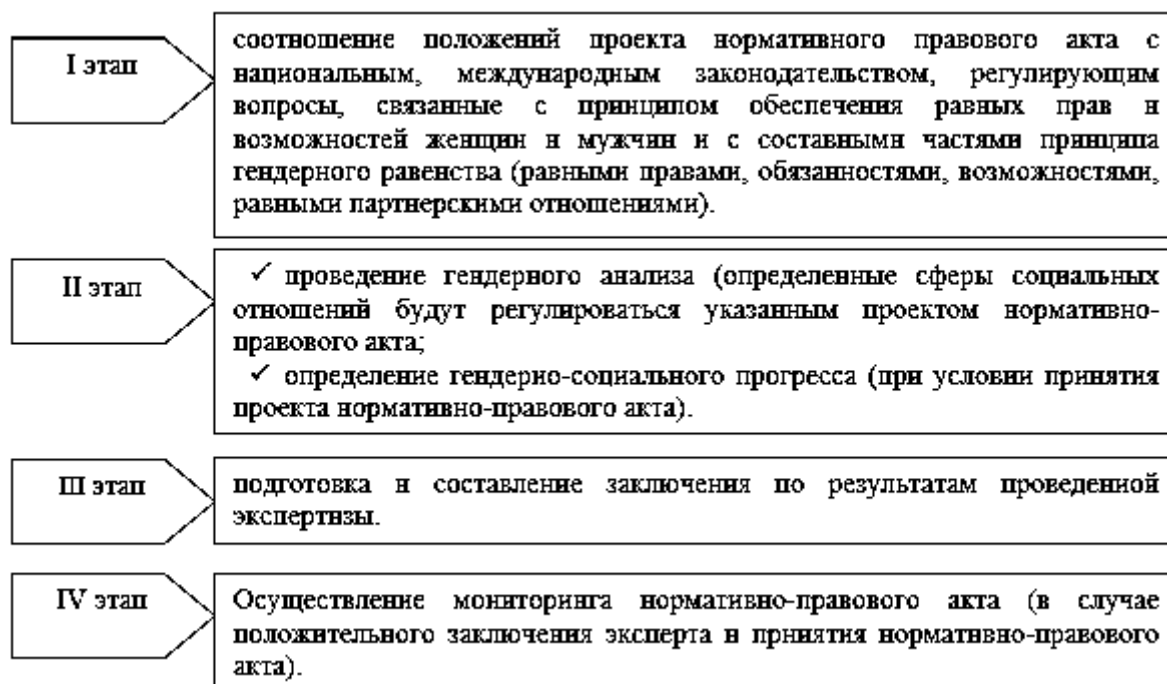 I этап
соотношение положений проекта нормативного правового акта с
национальным, международным законодательством, регулирующим
вопросы, связанные с принципом обеспечения равных прав и
возможностей женщин и мужчин и с составными частями принципа
гендерного равенства (равными правами, обязанностями, возможностями,
равными партнерскими отношениями).
II этап
✓ проведение гендерного анализа (определенные сферы социальных
отношений будут регулироваться указанным проектом нормативно-
правового акта;
✓ определение гендерно-социального прогресса (при условии принятия
проекта нормативно-правового акта).
III этап
подготовка и составление заключения по результатам проведенной
экспертизы.
IV этап
Осуществление мониторинга нормативно-правового акта (в случае
положительного заключения эксперта и принятия нормативно-правового
акта).